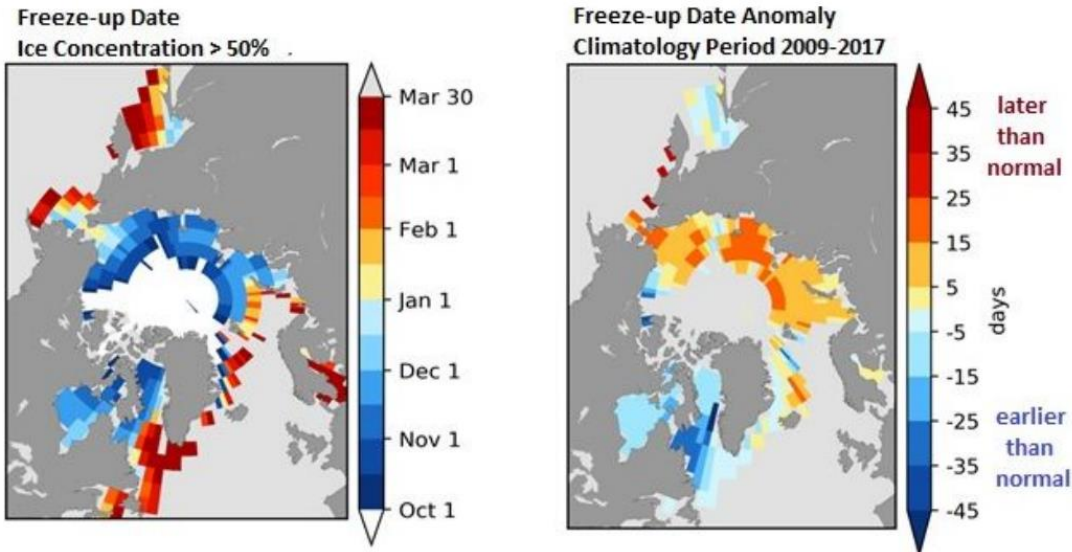 Freeze-up Date
Ice Concentration > 50%
Mar 30
Mar 1
Feb 1
Jan 1
Dec 1
Nov 1
Oct 1
Freeze-up Date Anomaly
Climatology Period 2009-2017
45
35
25
15
5
-5
-15
-25
-35
-45
days
later
than
normal
earlier
than
normal